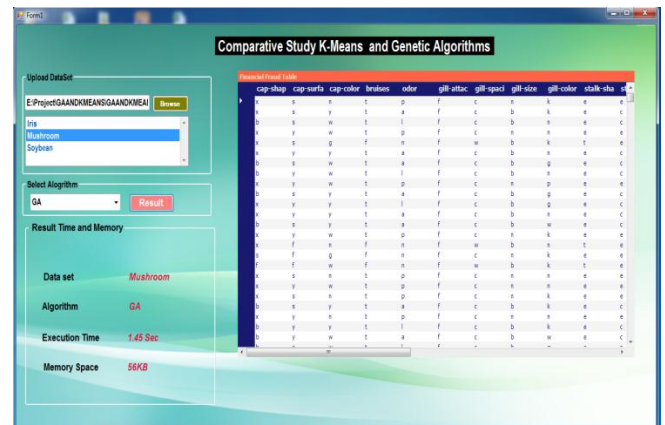 Form1
Comparative Study K-Means and Genetic Algorithms
Upload DataSet
E:\Project\GAANDKMEANS\GAANDKMEAI
Browse
Iris
Mushroom
Soybran
Select Alogrithm
GA
Result
Result Time and Memory
Data set Mushroom
Algorithm GA
Execution Time 1.45 Sec
Memory Space 56KB
Financial Fraud Table
cap-shap cap-surfa cap-color bruises odor gill-attac gill-spaci gill-size gill-color stalk-sha st
x s n t p f c n k e e
x s y t a f c b k e c
b s w t l f c b n e c
x y w t p f c n n e e
x s g f n f w b k t e
x y y t a f c b n e c
b s w t a f c b g e c
b y w t l f c b n e c
x y w t p f c n p e e
b s y t a f c b g e c
x y y t l f c b g e c
x y y t a f c b n e c
b s y t a f c b w e c
x y w t p f c n k e e
x f n f n f w b n t e
s f g f n f c n k e e
f f w f n f w b k t e
x s n t p f c n n e e
x y w t p f c n n e e
x s n t p f c n k e e
b s y t a f c b k e c
x y n t p f c n n e e
b y y t l f c b k e c
b y w t a f c b w e c